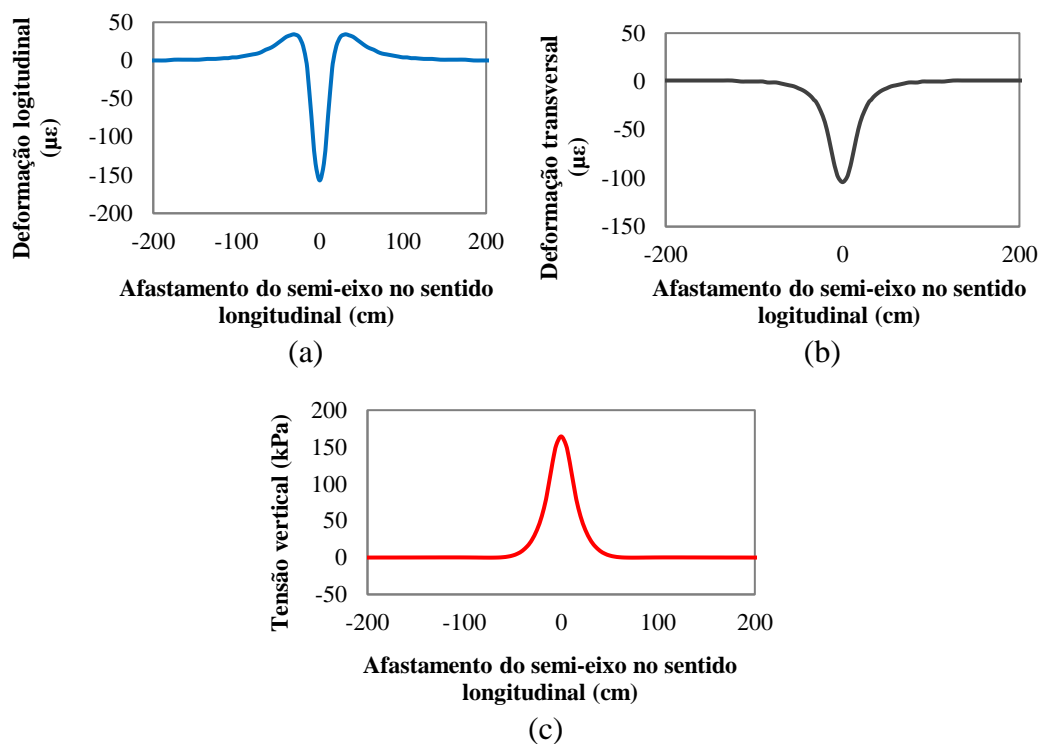 50
0
-50
-100
-150
-200
-200
-100
0
100
200
Deformação logitudinal
(με)
Afastamento do semi-eixo no sentido
longitudinal (cm)
(a)
50
0
-50
-100
-150
-200
0
200
Deformação transversal
(με)
Afastamento do semi-eixo no sentido
logitudinal (cm)
(b)
200
150
100
50
0
-50
-200
-100
0
100
200
Tensão vertical (kPa)
Afastamento do semi-eixo no sentido
longitudinal (cm)
(c)